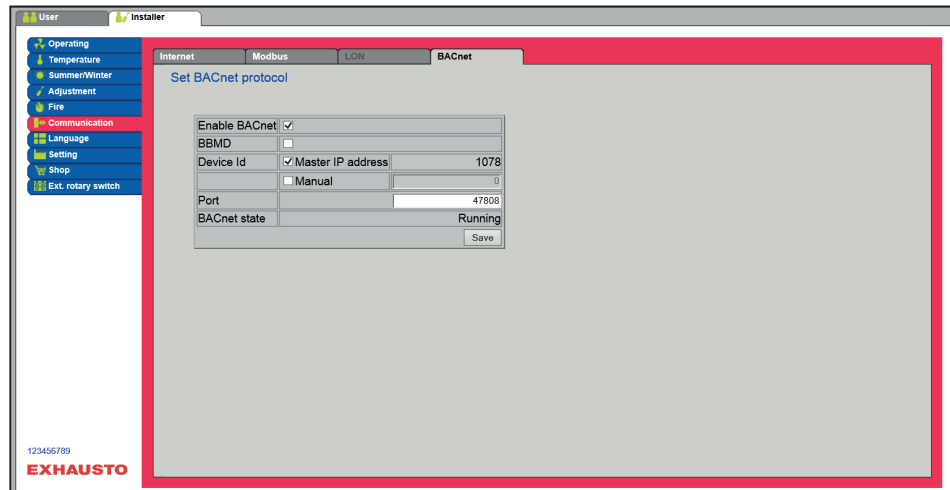 User Installer
Operating
Temperature
Summer/Winter
Adjustment
Fire
Communication
Language
Setting
Shop
Ext. rotary switch
Internet Modbus LON BACnet
Set BACnet protocol
Enable BACnet
BBMD
Device Id Master IP address 1078
Manual 0
Port 47808
BACnet state Running
Save
123456789
EXHAUSTO